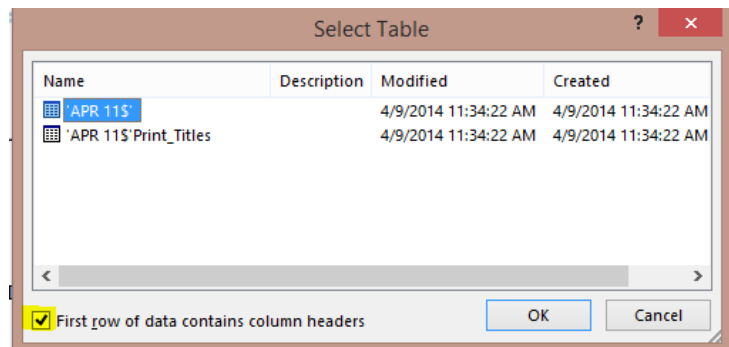 Select Table ? ×
Name Description Modified Created
'APR 11$' 4/9/2014 11:34:22 AM 4/9/2014 11:34:22 AM
'APR 11$'Print_Titles 4/9/2014 11:34:22 AM 4/9/2014 11:34:22 AM
First row of data contains column headers OK Cancel